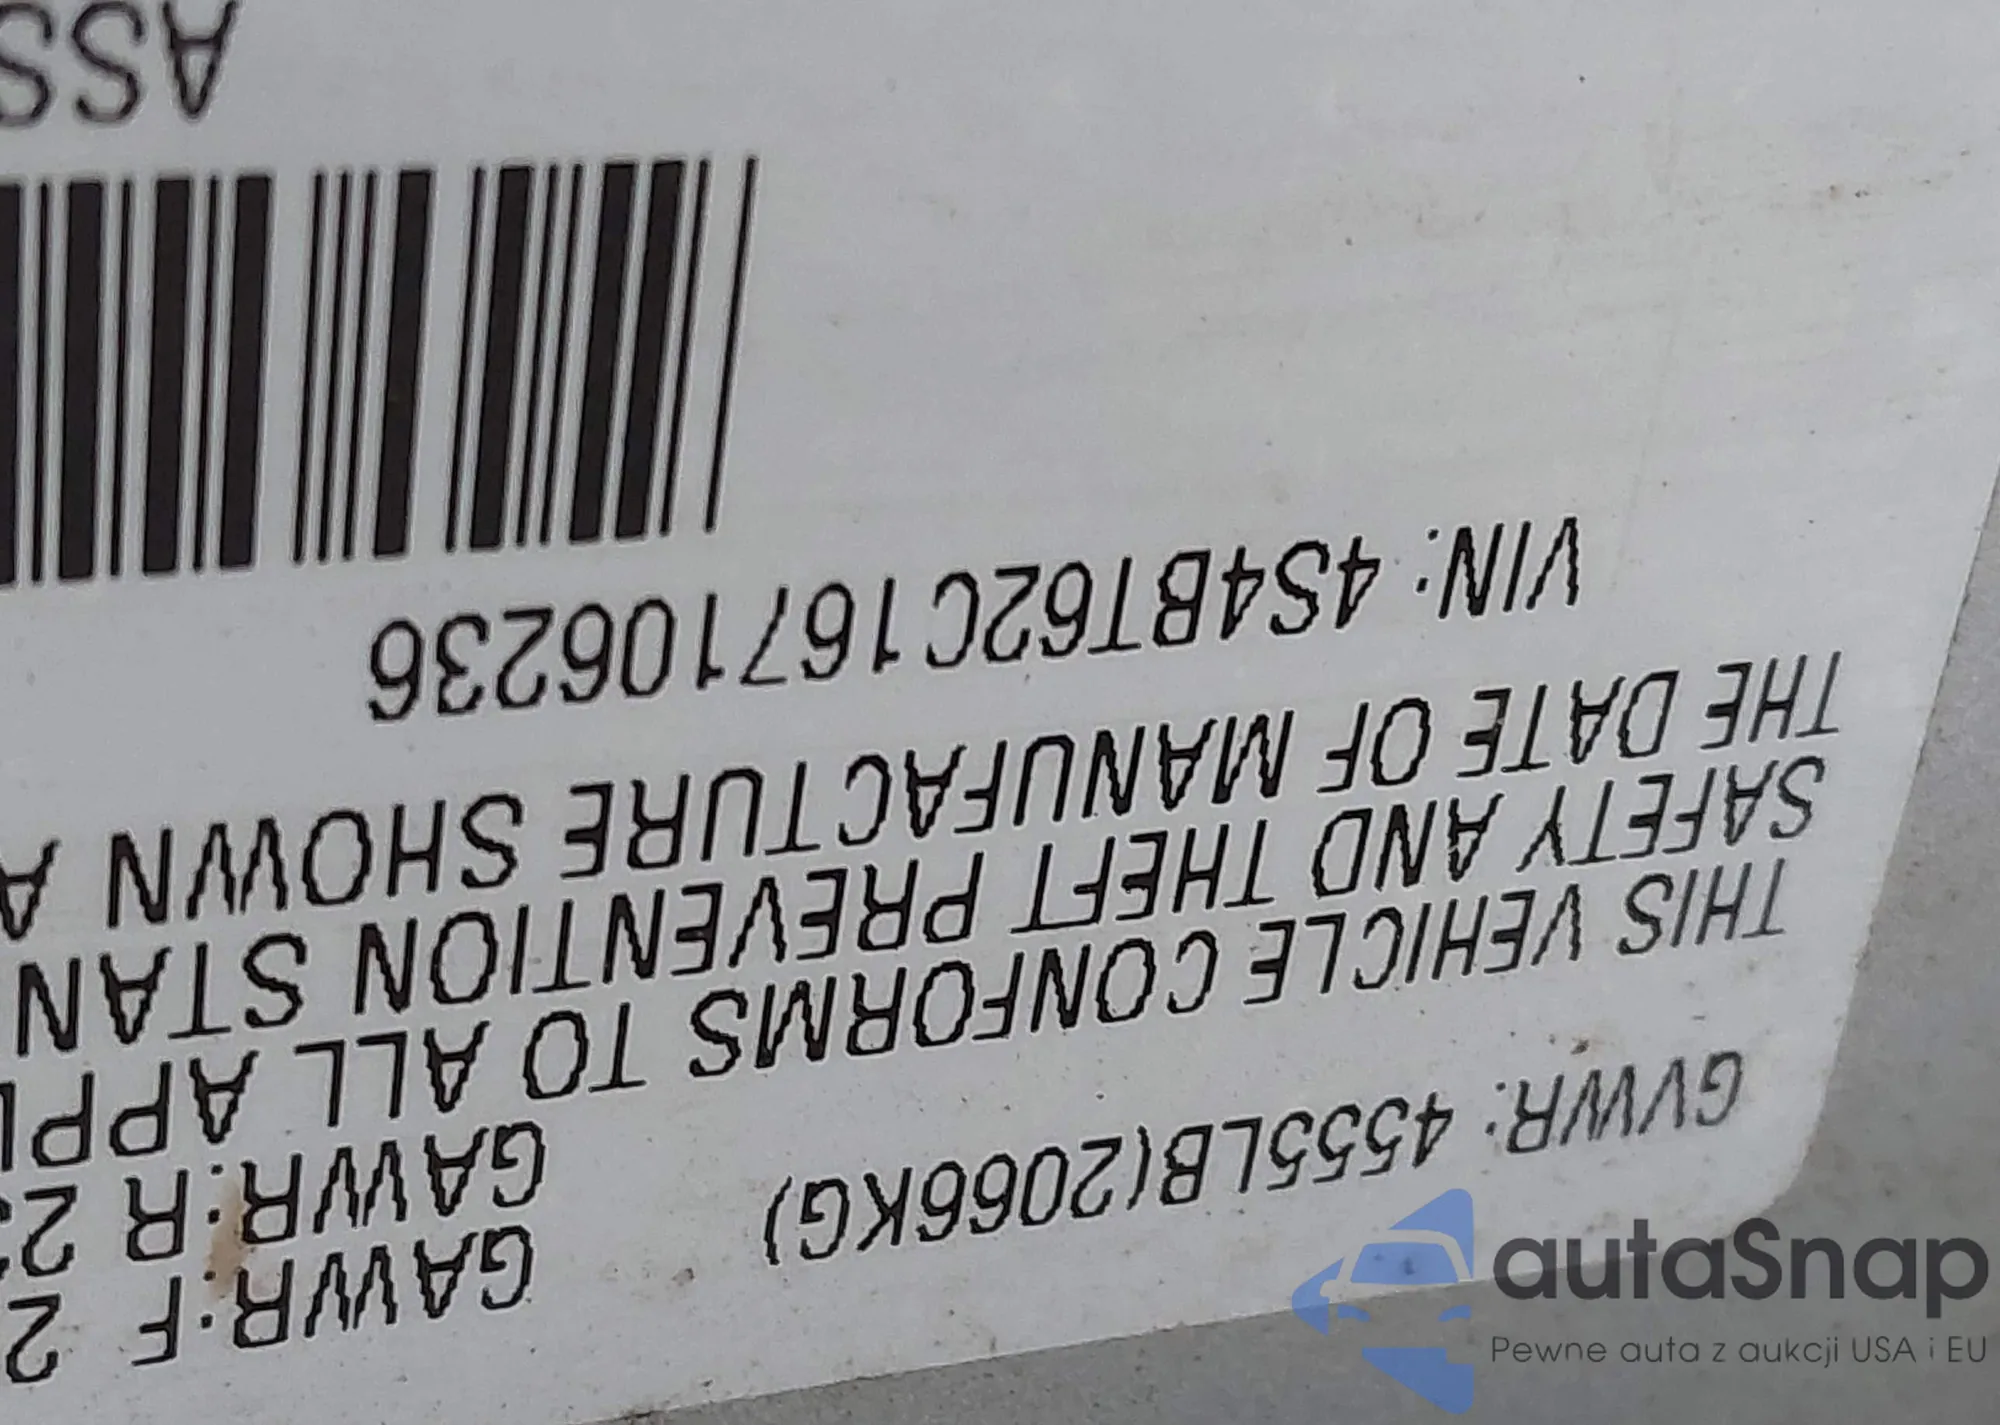 GVWR: 4555LB(2066KG) GAWR:F 2
GAWR:R 2
THIS VEHICLE CONFORMS TO ALL APPL
SAFETY AND THEFT PREVENTION STAN
THE DATE OF MANUFACTURE SHOWN A
VIN: 4S4BT62C167106236
ASS
autaSnap
Pewne auta z aukcji USA i EU